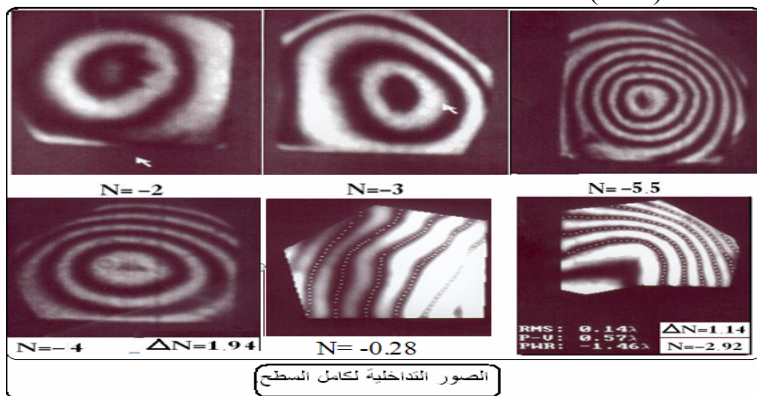 N= -2
N= -3
N= -5.5
N= - 4
ΔN=1.94
N= -0.28
RMS: 0.14λ
P-V: 0.57λ
PWR: -1.46λ
ΔN=1.14
N=-2.92
الصور التداخلية لكامل السطح